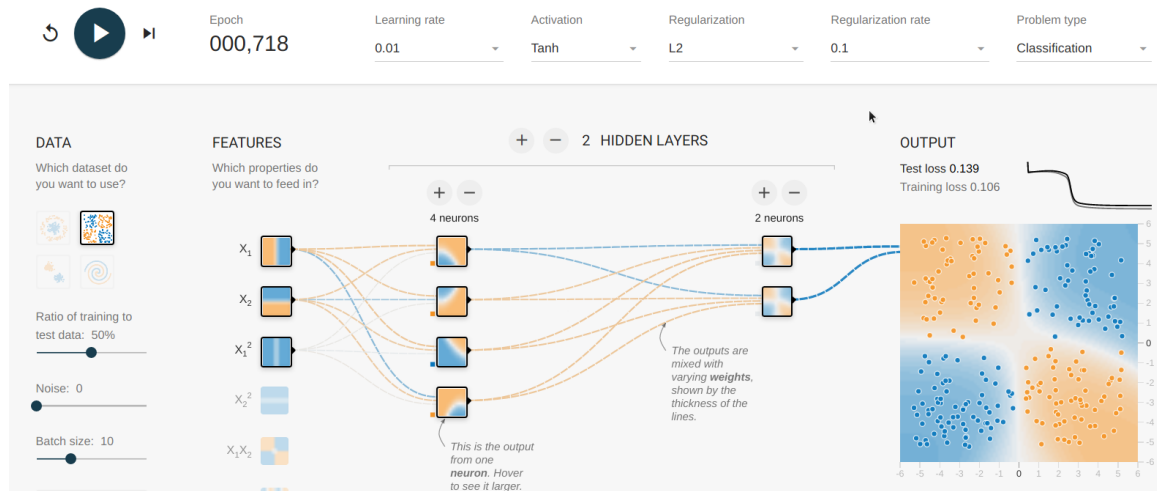 Epoch
000,718
Learning rate
0.01
Activation
Tanh
Regularization
L2
Regularization rate
0.1
Problem type
Classification
DATA
Which dataset do
you want to use?
Ratio of training to
test data: 50%
Noise: 0
Batch size: 10
FEATURES
Which properties do
you want to feed in?
X₁
X₂
X₁²
X₂²
X₁X₂
+ − 2 HIDDEN LAYERS
+ −
4 neurons
+ −
2 neurons
This is the output
from one
neuron. Hover
to see it larger.
The outputs are
mixed with
varying weights,
shown by the
thickness of the
lines.
OUTPUT
Test loss 0.139
Training loss 0.106
6
5
4
3
2
1
0
-1
-2
-3
-4
-5
-6
-6 -5 -4 -3 -2 -1 0 1 2 3 4 5 6